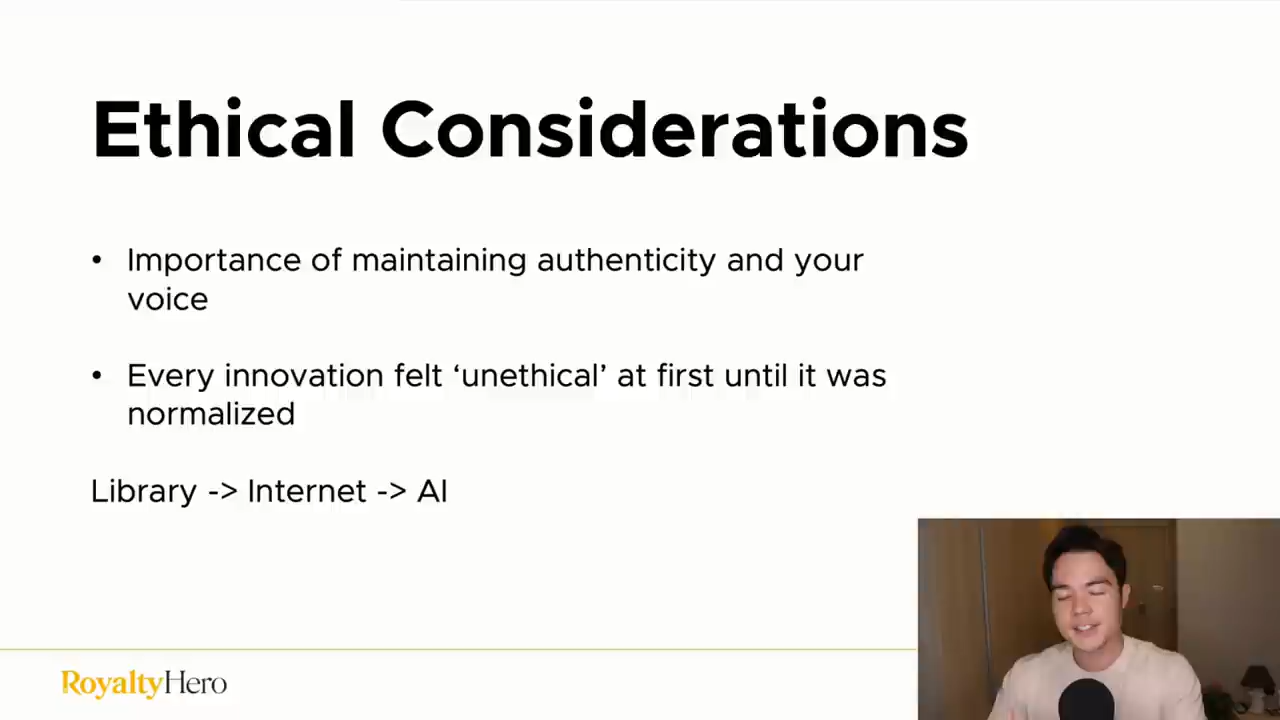 Ethical Considerations
• Importance of maintaining authenticity and your
voice
• Every innovation felt ‘unethical’ at first until it was
normalized
Library -> Internet -> AI
RoyaltyHero